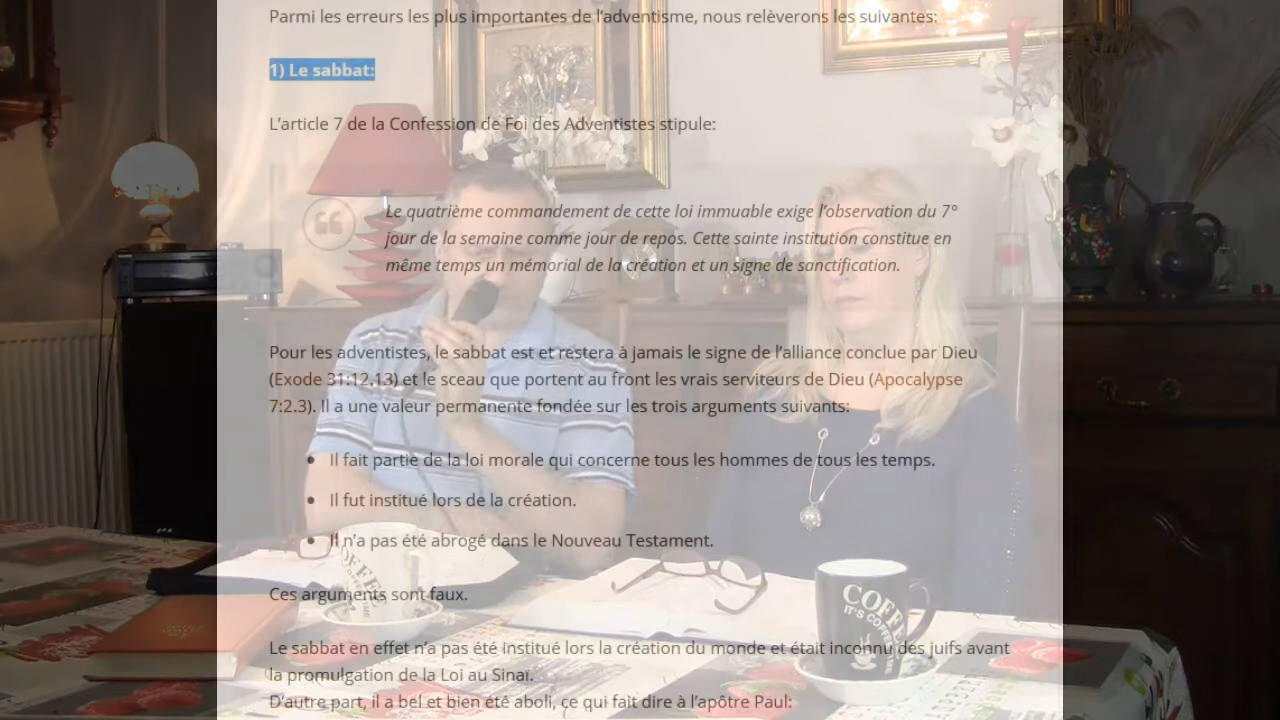 Parmi les erreurs les plus importantes de l'adventisme, nous relèverons les suivantes:
1) Le sabbat:
L'article 7 de la Confession de Foi des Adventistes stipule:
Le quatrième commandement de cette loi immuable exige l'observation du 7°
jour de la semaine comme jour de repos. Cette sainte institution constitue en
même temps un mémorial de la création et un signe de sanctification.
Pour les adventistes, le sabbat est et restera à jamais le signe de l'alliance conclue par Dieu
(Exode 31:12,13) et le sceau que portent au front les vrais serviteurs de Dieu (Apocalypse
7:2.3). Il a une valeur permanente fondée sur les trois arguments suivants:
Il fait partie de la loi morale qui concerne tous les hommes de tous les temps.
Il fut institué lors de la création.
Il n'a pas été abrogé dans le Nouveau Testament.
Ces arguments sont faux.
Le sabbat en effet n'a pas été institué lors la création du monde et était inconnu des juifs avant
la promulgation de la Loi au Sinaï.
D'autre part, il a bel et bien été aboli, ce qui fait dire à l'apôtre Paul:
COFFEE
COFFEE
IT'S COFFEE